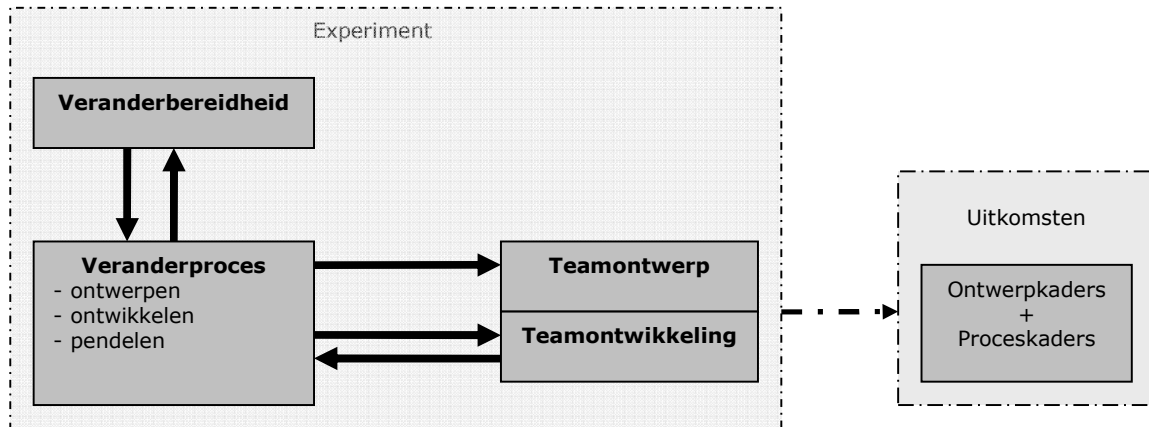 Experiment
Veranderbereidheid
Veranderproces
- ontwerpen
- ontwikkelen
- pendelen
Teamontwerp
Teamontwikkeling
Uitkomsten
Ontwerpkaders
+
Proceskaders